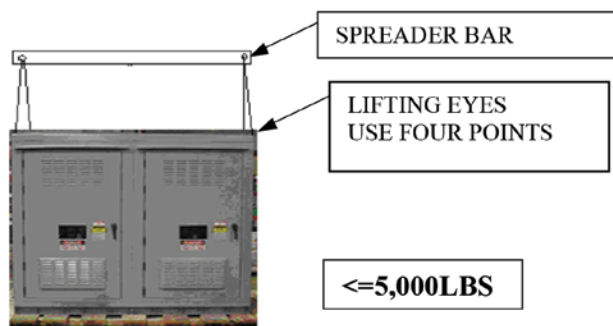 SPREADER BAR
LIFTING EYES
USE FOUR POINTS
<=5,000LBS